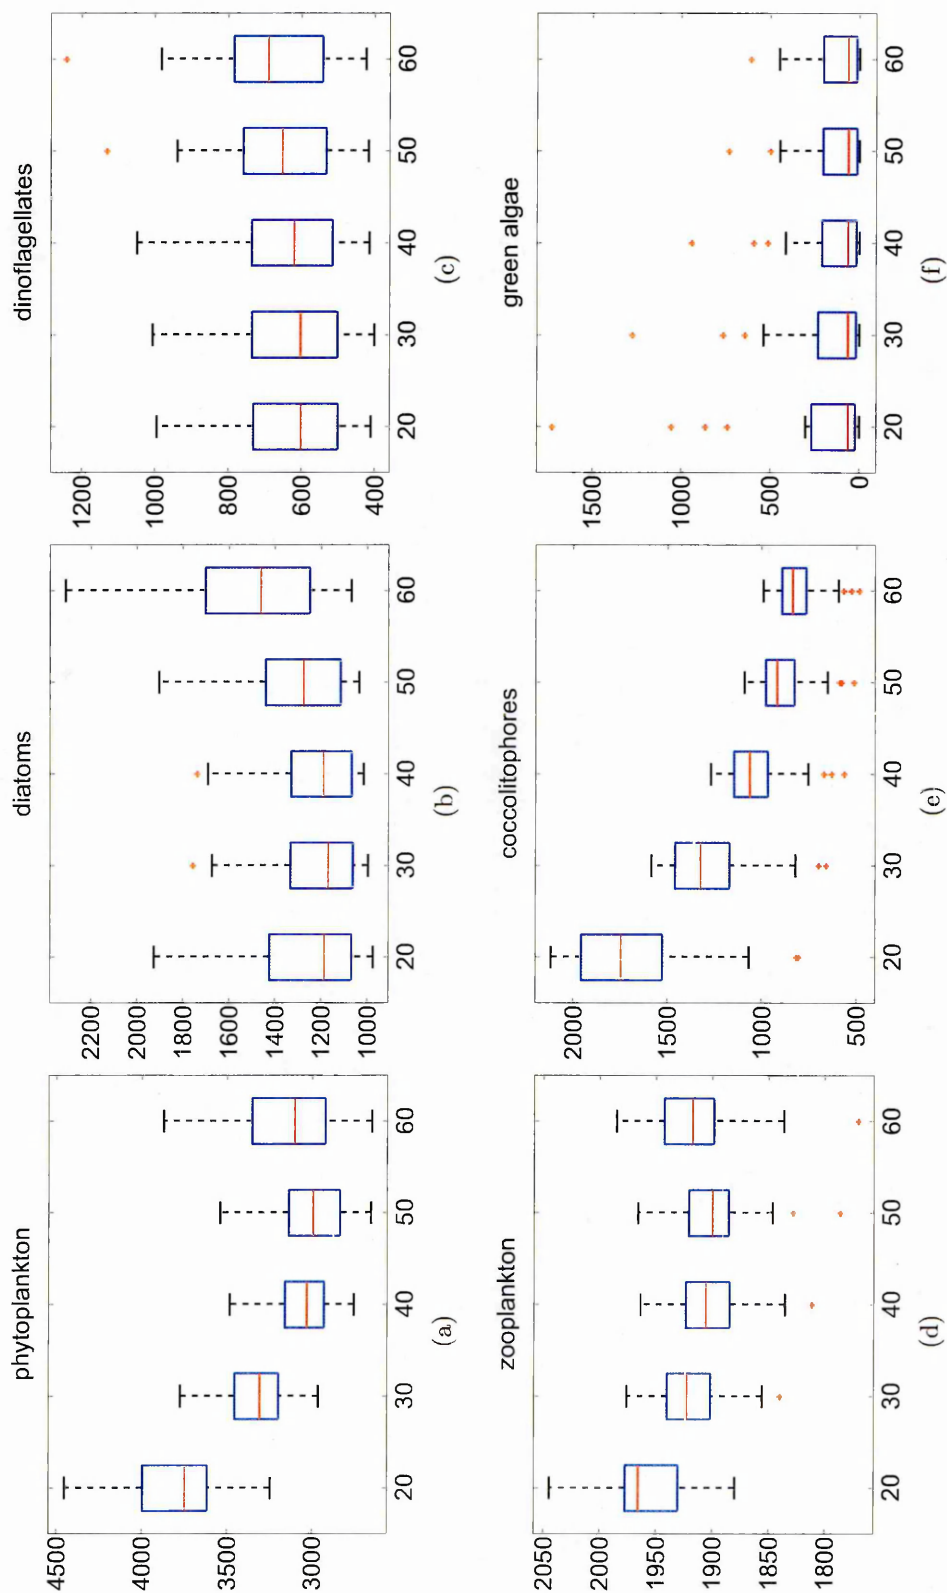 phytoplankton
4500
4000
3500
3000
20 30 40 50 60
(a)
diatoms
2200
2000
1800
1600
1400
1200
1000
20 30 40 50 60
(b)
dinoflagellates
1200
1000
800
600
400
20 30 40 50 60
(c)
zooplankton
2050
2000
1950
1900
1850
1800
20 30 40 50 60
(d)
coccolitophores
2000
1500
1000
500
20 30 40 50 60
(e)
green algae
1500
1000
500
0
20 30 40 50 60
(f)